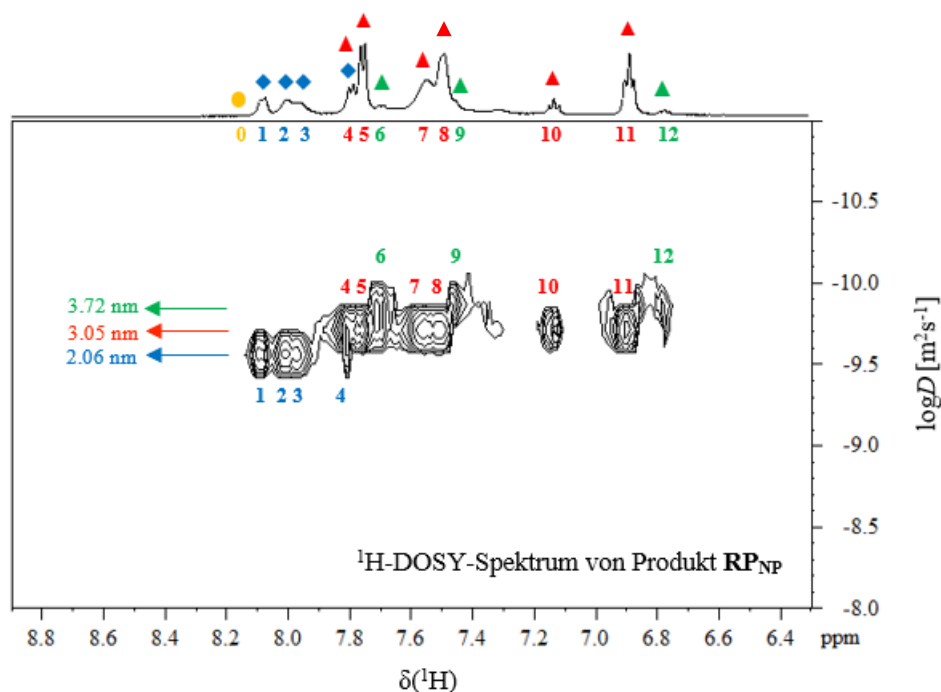 0 1 2 3 4 5 6 7 8 9 10 11 12
-10.5
6 9 12
4 5 7 8 10 11
-10.0
3.72 nm
3.05 nm
2.06 nm
-9.5
1 2 3 4
logD [m²s⁻¹]
-9.0
-8.5
¹H-DOSY-Spektrum von Produkt RP_NP
-8.0
8.8 8.6 8.4 8.2 8.0 7.8 7.6 7.4 7.2 7.0 6.8 6.6 6.4 ppm
δ(¹H)